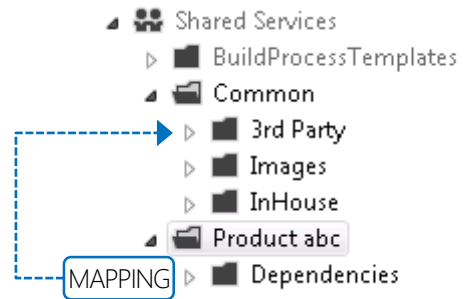 Shared Services
BuildProcessTemplates
Common
3rd Party
Images
InHouse
Product abc
MAPPING Dependencies